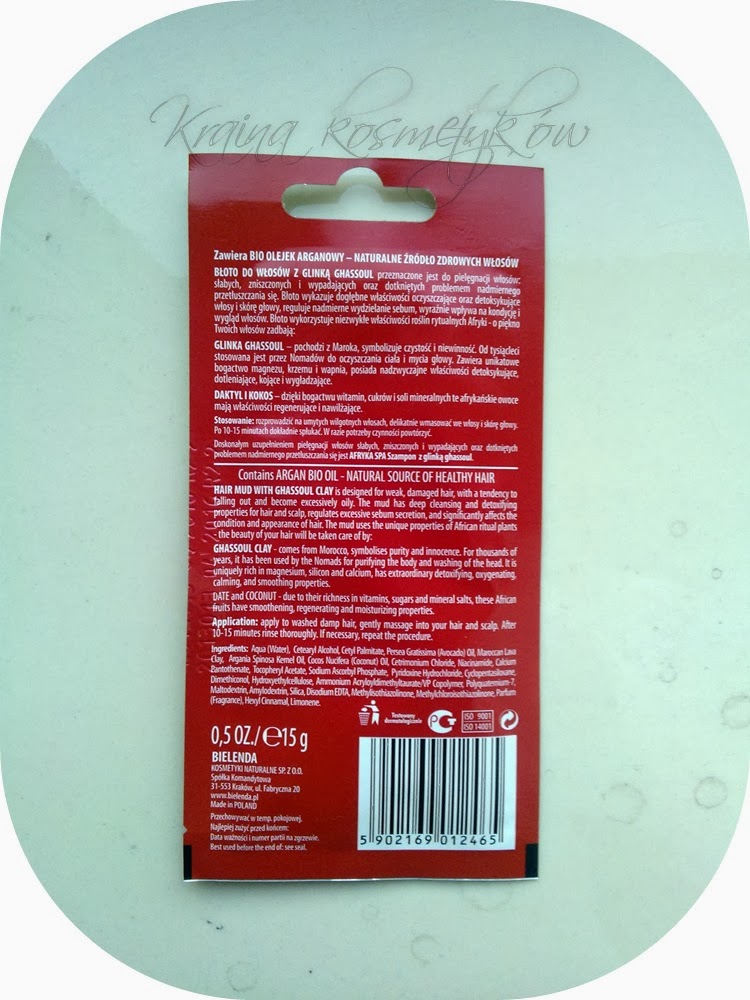 Kraina kosmetyków
Zawiera BIO OLEJEK ARGANOWY – NATURALNE ŹRÓDŁO ZDROWYCH WŁOSÓW
BŁOTO DO WŁOSÓW Z GLINKĄ GHASSOUL przeznaczone jest do pielęgnacji włosów:
słabych, zniszczonych i wypadających oraz dotkniętych problemem nadmiernego
przetłuszczania się. Błoto wykazuje dogłębne właściwości oczyszczające oraz detoksykujące
włosy i skórę głowy, reguluje nadmierne wydzielanie sebum, wyraźnie wpływa na kondycję i
wygląd włosów. Błoto wykorzystuje niezwykłe właściwości roślin rytualnych Afryki - o piękno
Twoich włosów zadbają:
GLINKA GHASSOUL – pochodzi z Maroka, symbolizuje czystość i niewinność. Od tysiącleci
stosowana jest przez Nomadów do oczyszczania ciała i mycia głowy. Zawiera unikatowe
bogactwo magnezu, krzemu i wapnia, posiada nadzwyczajne właściwości detoksykujące,
dotleniające, kojące i wygładzające.
DAKTYL I KOKOS – dzięki bogactwu witamin, cukrów i soli mineralnych te afrykańskie owoce
mają właściwości regenerujące i nawilżające.
Stosowanie: rozprowadzić na umytych wilgotnych włosach, delikatnie wmasować we włosy i skórę głowy.
Po 10-15 minutach dokładnie spłukać. W razie potrzeby czynności powtórzyć.
Doskonałym uzupełnieniem pielęgnacji włosów słabych, zniszczonych i wypadających oraz dotkniętych
problemem nadmiernego przetłuszczania się jest AFRYKA SPA Szampon z glinką ghassoul.
Contains ARGAN BIO OIL - NATURAL SOURCE OF HEALTHY HAIR
HAIR MUD WITH GHASSOUL CLAY is designed for weak, damaged hair, with a tendency to
falling out and become excessively oily. The mud has deep cleansing and detoxifying
properties for hair and scalp, regulates excessive sebum secretion, and significantly affects the
condition and appearance of hair. The mud uses the unique properties of African ritual plants
- the beauty of your hair will be taken care of by:
GHASSOUL CLAY - comes from Morocco, symbolises purity and innocence. For thousands of
years, it has been used by the Nomads for purifying the body and washing of the head. It is
uniquely rich in magnesium, silicon and calcium, has extraordinary detoxifying, oxygenating,
calming, and smoothing properties.
DATE and COCONUT - due to their richness in vitamins, sugars and mineral salts, these African
fruits have smoothening, regenerating and moisturizing properties.
Application: apply to washed damp hair, gently massage into your hair and scalp. After
10-15 minutes rinse thoroughly. If necessary, repeat the procedure.
Ingredients: Aqua (Water), Cetearyl Alcohol, Cetyl Palmitate, Persea Gratissima (Avocado) Oil, Maroccan Lava
Clay, Argania Spinosa Kernel Oil, Cocos Nucifera (Coconut) Oil, Cetrimonium Chloride, Niacinamide, Calcium
Pantothenate, Tocopheryl Acetate, Sodium Ascorbyl Phosphate, Pyridoxine Hydrochloride, Cyclopentasiloxane,
Dimethiconol, Hydroxyethylcellulose, Ammonium Acryloyldimethyltaurate/VP Copolymer, Polyquaternium-7,
Maltodextrin, Amylodextrin, Silica, Disodium EDTA, Methylisothiazolinone, Methylchloroisothiazolinone, Parfum
(Fragrance), Hexyl Cinnamal, Limonene.
Testowany
dermatologicznie
PG
ISO 9001
ISO 14001
0,5 OZ./℮15 g
BIELENDA
KOSMETYKI NATURALNE SP. Z O.O.
Spółka Komandytowa
31-553 Kraków, ul. Fabryczna 20
www.bielenda.pl
Made in POLAND
Przechowywać w temp. pokojowej.
Najlepiej zużyć przed końcem:
Data ważności i numer partii na zgrzewie.
Best used before the end of: see seal.
5 902169 012465